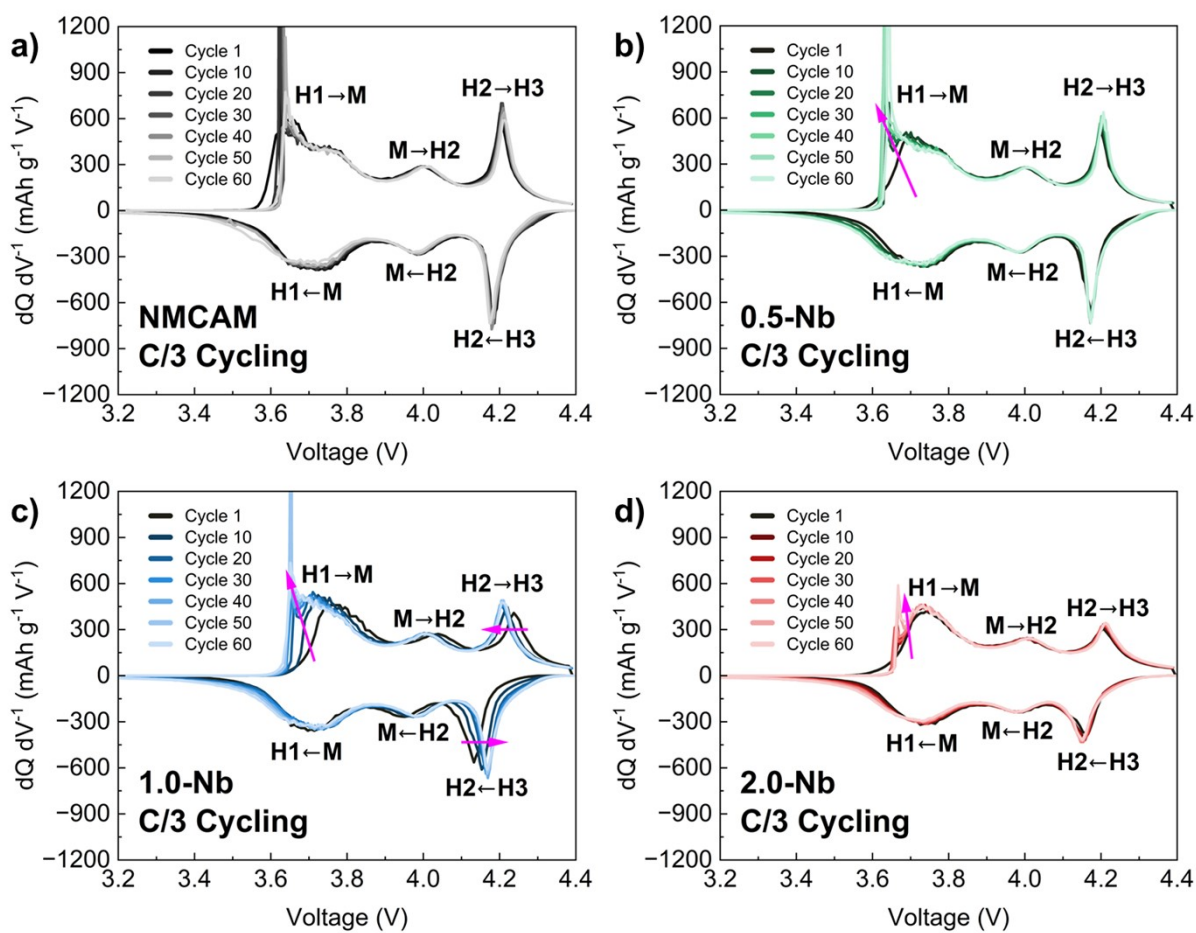 a)
1200
900
600
300
0
−300
−600
−900
−1200
dQ dV⁻¹ (mAh g⁻¹ V⁻¹)
Cycle 1
Cycle 10
Cycle 20
Cycle 30
Cycle 40
Cycle 50
Cycle 60
H1→M
M→H2
H2→H3
H1←M
M←H2
H2←H3
NMCAM
C/3 Cycling
3.2 3.4 3.6 3.8 4.0 4.2 4.4
Voltage (V)
b)
1200
900
600
300
0
−300
−600
−900
−1200
dQ dV⁻¹ (mAh g⁻¹ V⁻¹)
Cycle 1
Cycle 10
Cycle 20
Cycle 30
Cycle 40
Cycle 50
Cycle 60
H1→M
M→H2
H2→H3
H1←M
M←H2
H2←H3
0.5-Nb
C/3 Cycling
3.2 3.4 3.6 3.8 4.0 4.2 4.4
Voltage (V)
c)
1200
900
600
300
0
−300
−600
−900
−1200
dQ dV⁻¹ (mAh g⁻¹ V⁻¹)
Cycle 1
Cycle 10
Cycle 20
Cycle 30
Cycle 40
Cycle 50
Cycle 60
H1→M
M→H2
H2→H3
H1←M
M←H2
H2←H3
1.0-Nb
C/3 Cycling
3.2 3.4 3.6 3.8 4.0 4.2 4.4
Voltage (V)
d)
1200
900
600
300
0
−300
−600
−900
−1200
dQ dV⁻¹ (mAh g⁻¹ V⁻¹)
Cycle 1
Cycle 10
Cycle 20
Cycle 30
Cycle 40
Cycle 50
Cycle 60
H1→M
M→H2
H2→H3
H1←M
M←H2
H2←H3
2.0-Nb
C/3 Cycling
3.2 3.4 3.6 3.8 4.0 4.2 4.4
Voltage (V)